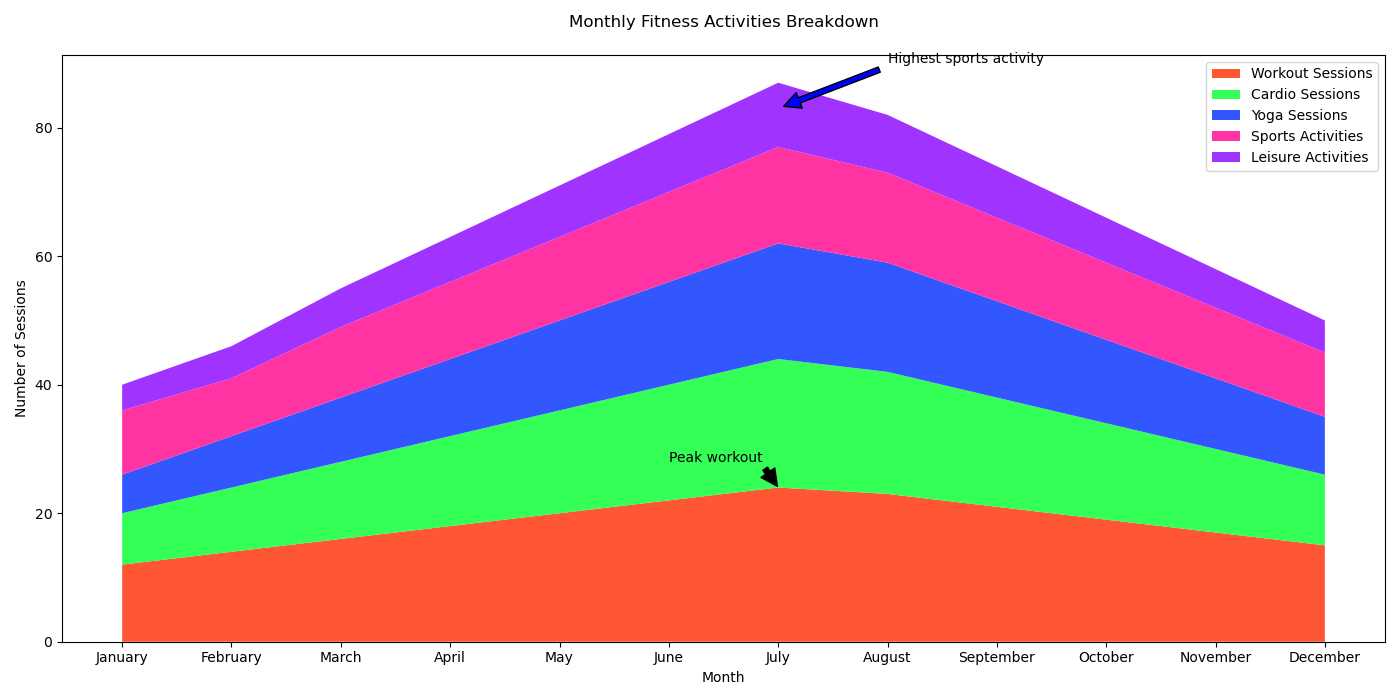 Monthly Fitness Activities Breakdown
Highest sports activity
Workout Sessions
Cardio Sessions
Yoga Sessions
Sports Activities
Leisure Activities
80
60
40
20
0
Number of Sessions
Peak workout
January February March April May June July August September October November December
Month